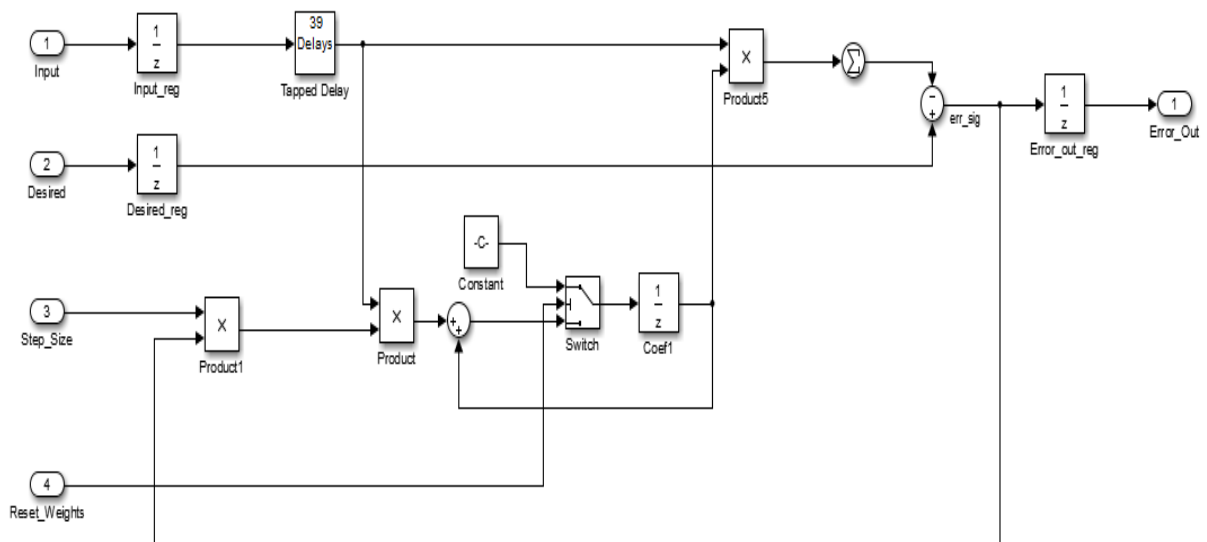 1
Input
1
z
Input_reg
39
Delays
Tapped Delay
X
Product5
Σ
-
+
err_sig
1
z
Error_out_reg
1
Error_Out
2
Desired
1
z
Desired_reg
-C-
Constant
3
Step_Size
X
Product1
X
Product
+
+
Switch
1
z
Coef1
4
Reset_Weights